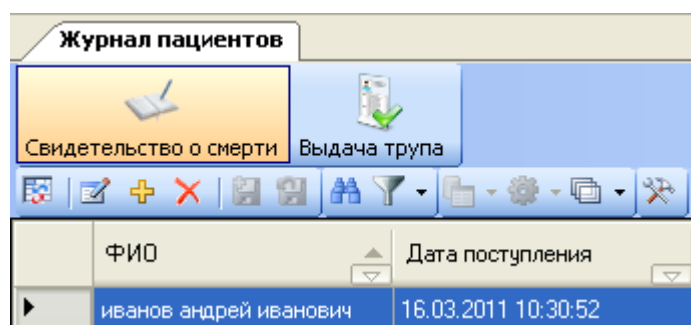 Журнал пациентов
Свидетельство о смерти Выдача трупа
ФИО Дата поступления
иванов андрей иванович 16.03.2011 10:30:52